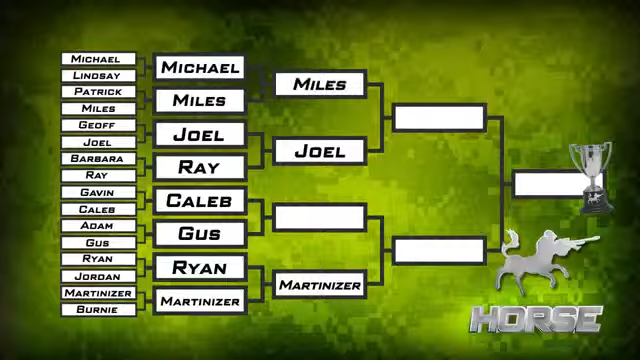 Michael
Lindsay
Patrick
Miles
Geoff
Joel
Barbara
Ray
Gavin
Caleb
Adam
Gus
Ryan
Jordan
Martinizer
Burnie
Michael
Miles
Joel
Ray
Caleb
Gus
Ryan
Martinizer
Miles
Joel
Martinizer
HORSE